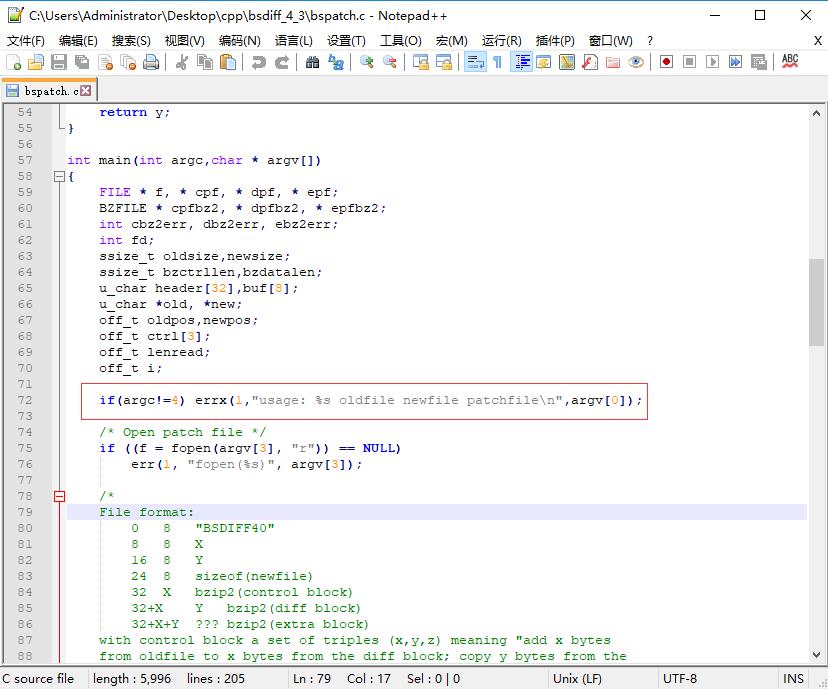 C:\Users\Administrator\Desktop\cpp\bsdiff_4_3\bspatch.c - Notepad++
文件(F) 编辑(E) 搜索(S) 视图(V) 编码(N) 语言(L) 设置(T) 工具(O) 宏(M) 运行(R) 插件(P) 窗口(W) ? X
ABC
bspatch.c
54 return y;
55 }
56
57 int main(int argc,char * argv[])
58 {
59 FILE * f, * cpf, * dpf, * epf;
60 BZFILE * cpfbz2, * dpfbz2, * epfbz2;
61 int cbz2err, dbz2err, ebz2err;
62 int fd;
63 ssize_t oldsize,newsize;
64 ssize_t bzctrllen,bzdatalen;
65 u_char header[32],buf[8];
66 u_char *old, *new;
67 off_t oldpos,newpos;
68 off_t ctrl[3];
69 off_t lenread;
70 off_t i;
71
72 if(argc!=4) errx(1,"usage: %s oldfile newfile patchfile\n",argv[0]);
73
74 /* Open patch file */
75 if ((f = fopen(argv[3], "r")) == NULL)
76 err(1, "fopen(%s)", argv[3]);
77
78 /*
79 File format:
80 0 8 "BSDIFF40"
81 8 8 X
82 16 8 Y
83 24 8 sizeof(newfile)
84 32 X bzip2(control block)
85 32+X Y bzip2(diff block)
86 32+X+Y ??? bzip2(extra block)
87 with control block a set of triples (x,y,z) meaning "add x bytes
88 from oldfile to x bytes from the diff block; copy y bytes from the
C source file length : 5,996 lines : 205 Ln : 79 Col : 17 Sel : 0 | 0 Unix (LF) UTF-8 INS